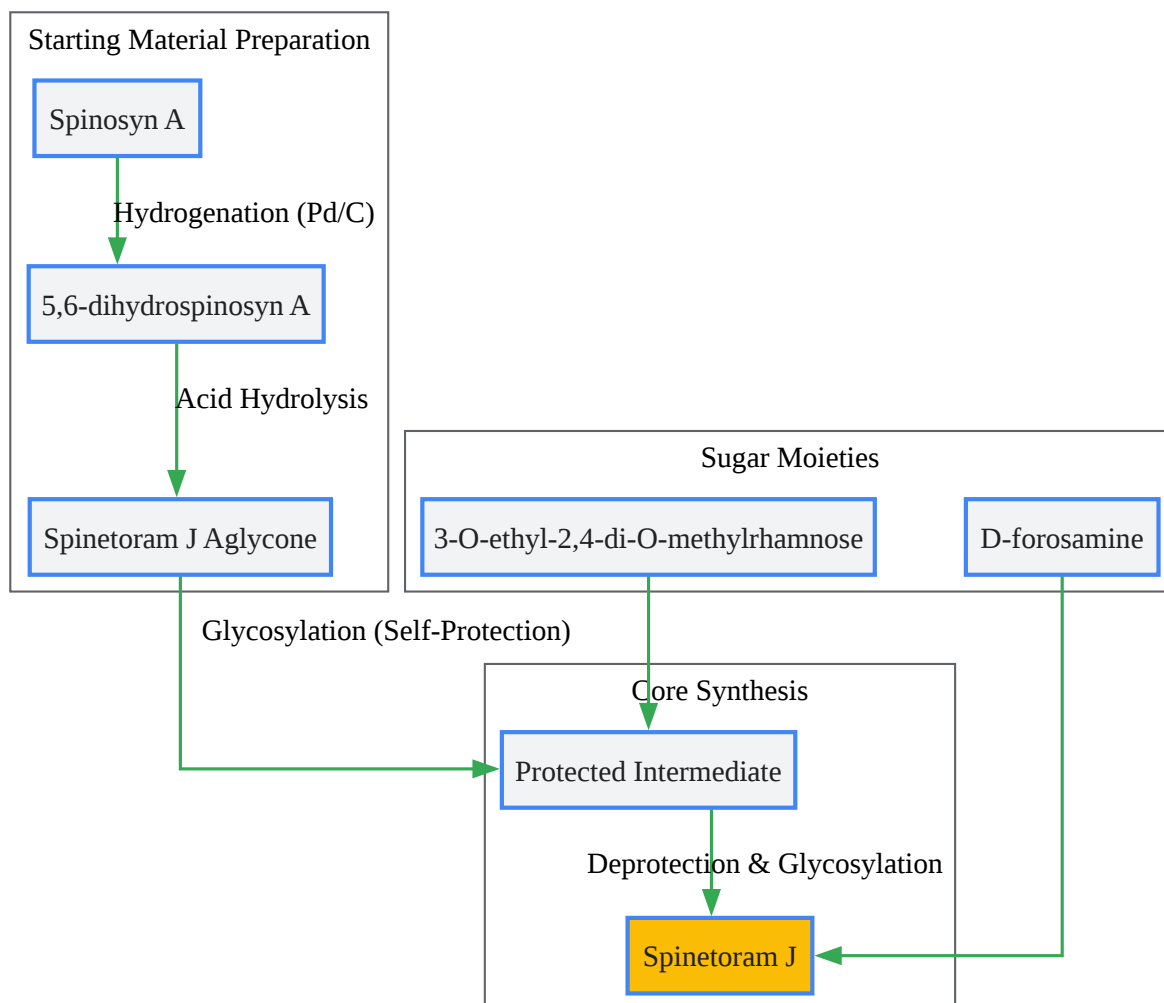 Starting Material Preparation
Spinosyn A
Hydrogenation (Pd/C)
5,6-dihydrospinosyn A
Acid Hydrolysis
Sugar Moieties
Spinetoram J Aglycone
3-O-ethyl-2,4-di-O-methylrhamnose
D-forosamine
Glycosylation (Self-Protection)
Core Synthesis
Protected Intermediate
Deprotection & Glycosylation
Spinetoram J